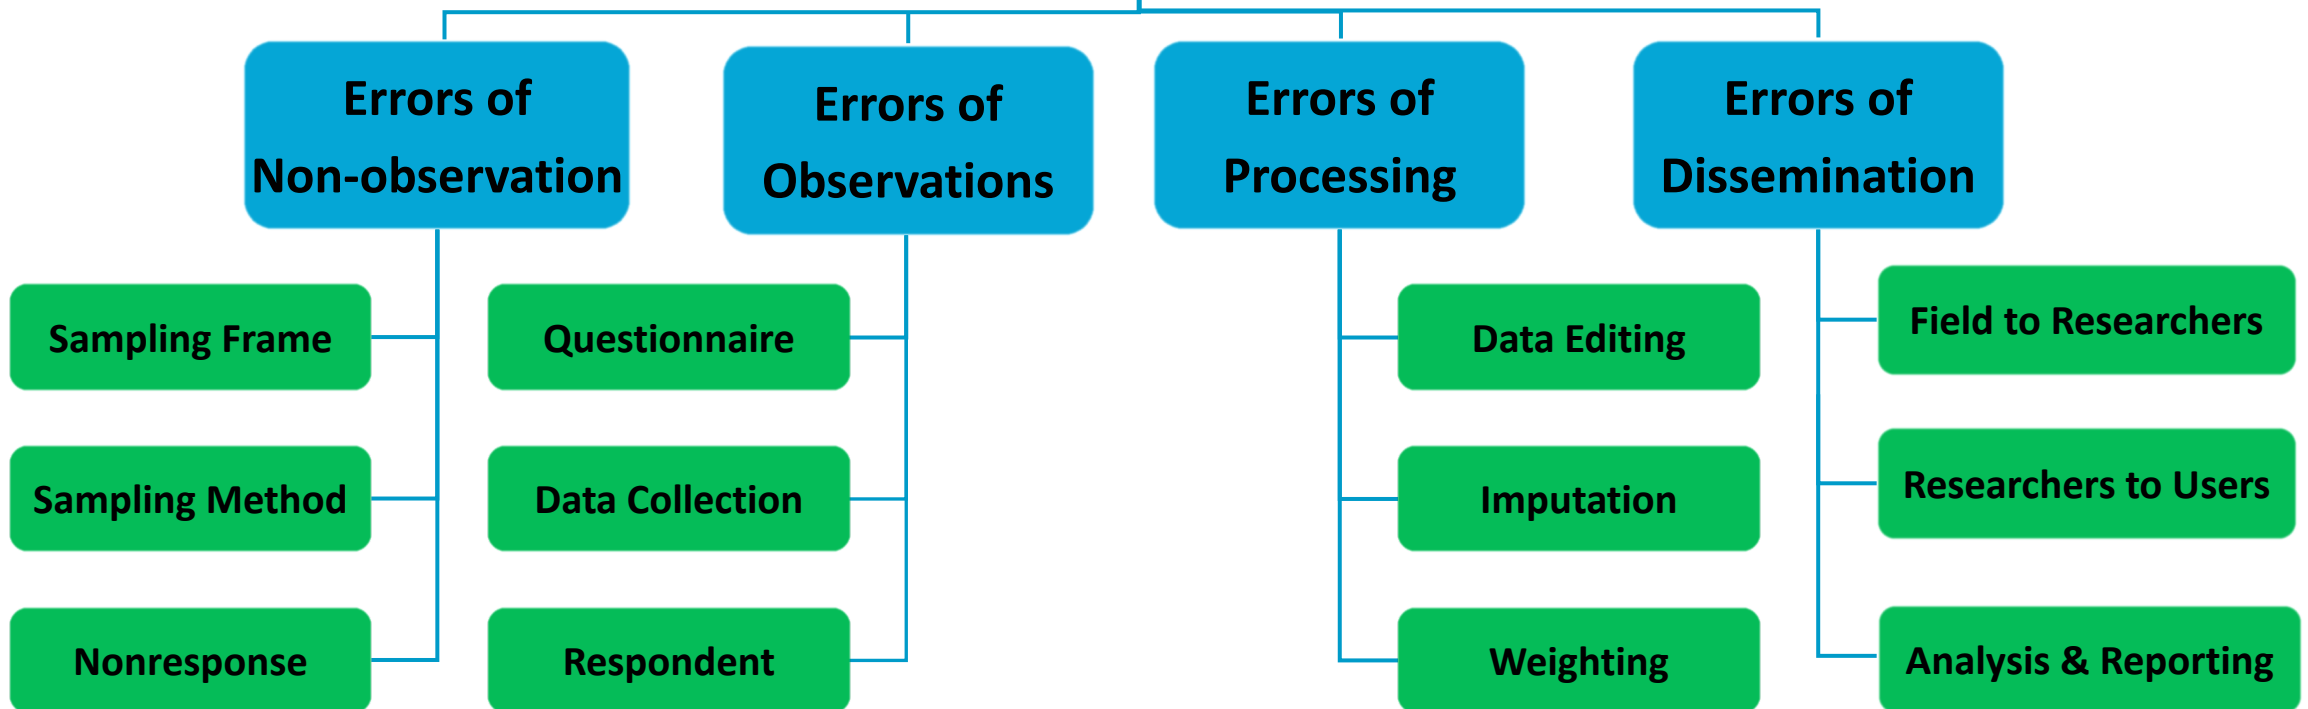 Errors of
Non-observation
Errors of
Observations
Errors of
Processing
Errors of
Dissemination
Sampling Frame
Sampling Method
Nonresponse
Questionnaire
Data Collection
Respondent
Data Editing
Imputation
Weighting
Field to Researchers
Researchers to Users
Analysis & Reporting